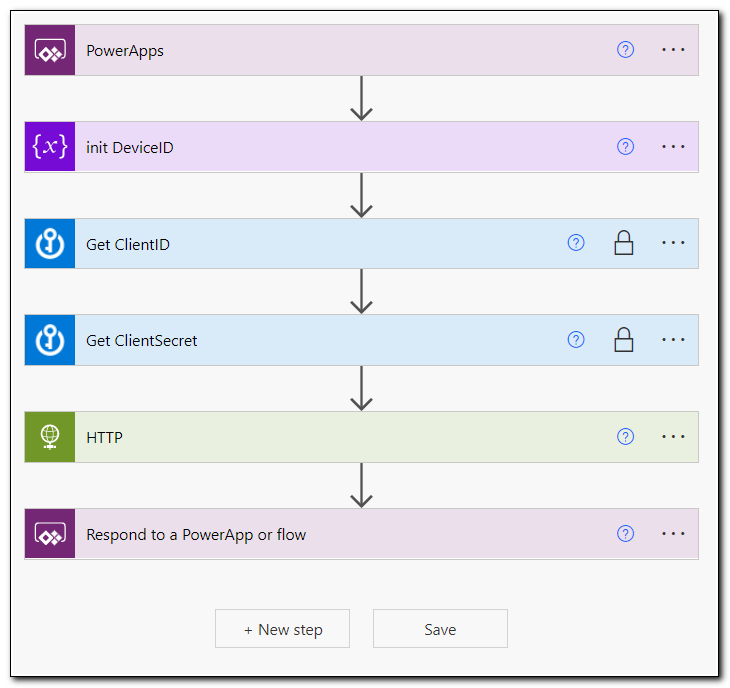 PowerApps
?
...
{x}
init DeviceID
?
...
Get ClientID
?
...
Get ClientSecret
?
...
HTTP
?
...
Respond to a PowerApp or flow
?
...
+ New step
Save